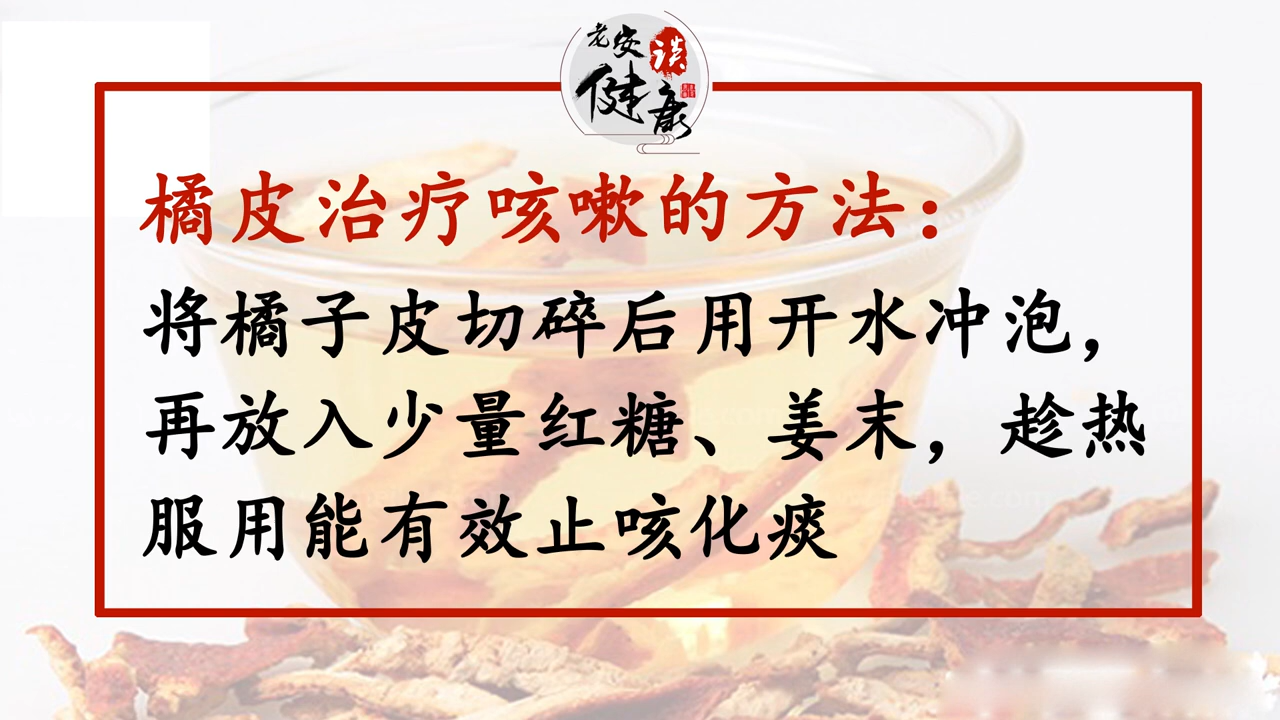 老安谈
健康
橘皮治疗咳嗽的方法：
将橘子皮切碎后用开水冲泡，
再放入少量红糖、姜末，趁热
服用能有效止咳化痰